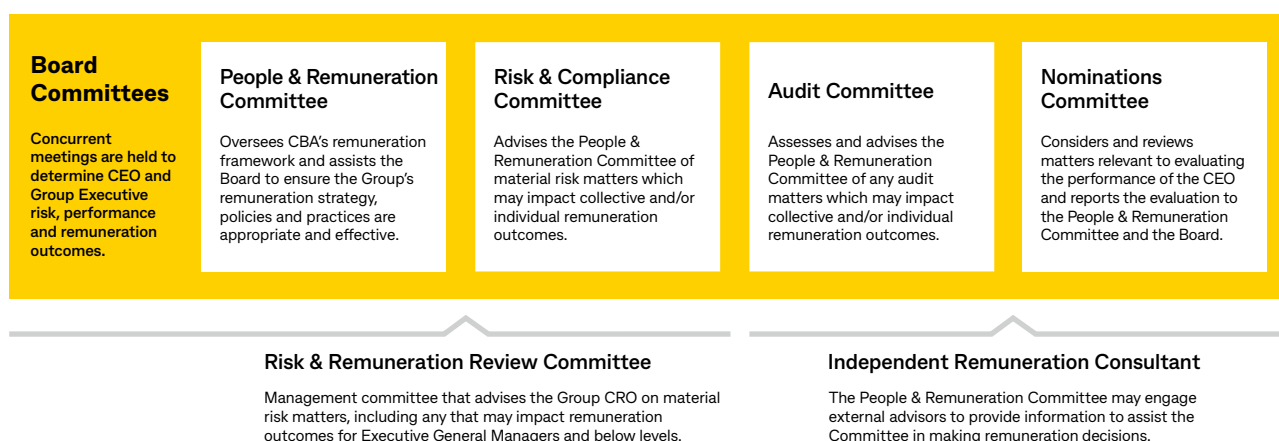 Board
Committees
Concurrent
meetings are held to
determine CEO and
Group Executive
risk, performance
and remuneration
outcomes.
People & Remuneration
Committee
Oversees CBA's remuneration
framework and assists the
Board to ensure the Group's
remuneration strategy,
policies and practices are
appropriate and effective.
Risk & Compliance
Committee
Advises the People &
Remuneration Committee of
material risk matters which
may impact collective and/or
individual remuneration
outcomes.
Audit Committee
Assesses and advises the
People & Remuneration
Committee of any audit
matters which may impact
collective and/or individual
remuneration outcomes.
Nominations
Committee
Considers and reviews
matters relevant to evaluating
the performance of the CEO
and reports the evaluation to
the People & Remuneration
Committee and the Board.
Risk & Remuneration Review Committee
Management committee that advises the Group CRO on material
risk matters, including any that may impact remuneration
outcomes for Executive General Managers and below levels.
Independent Remuneration Consultant
The People & Remuneration Committee may engage
external advisors to provide information to assist the
Committee in making remuneration decisions.